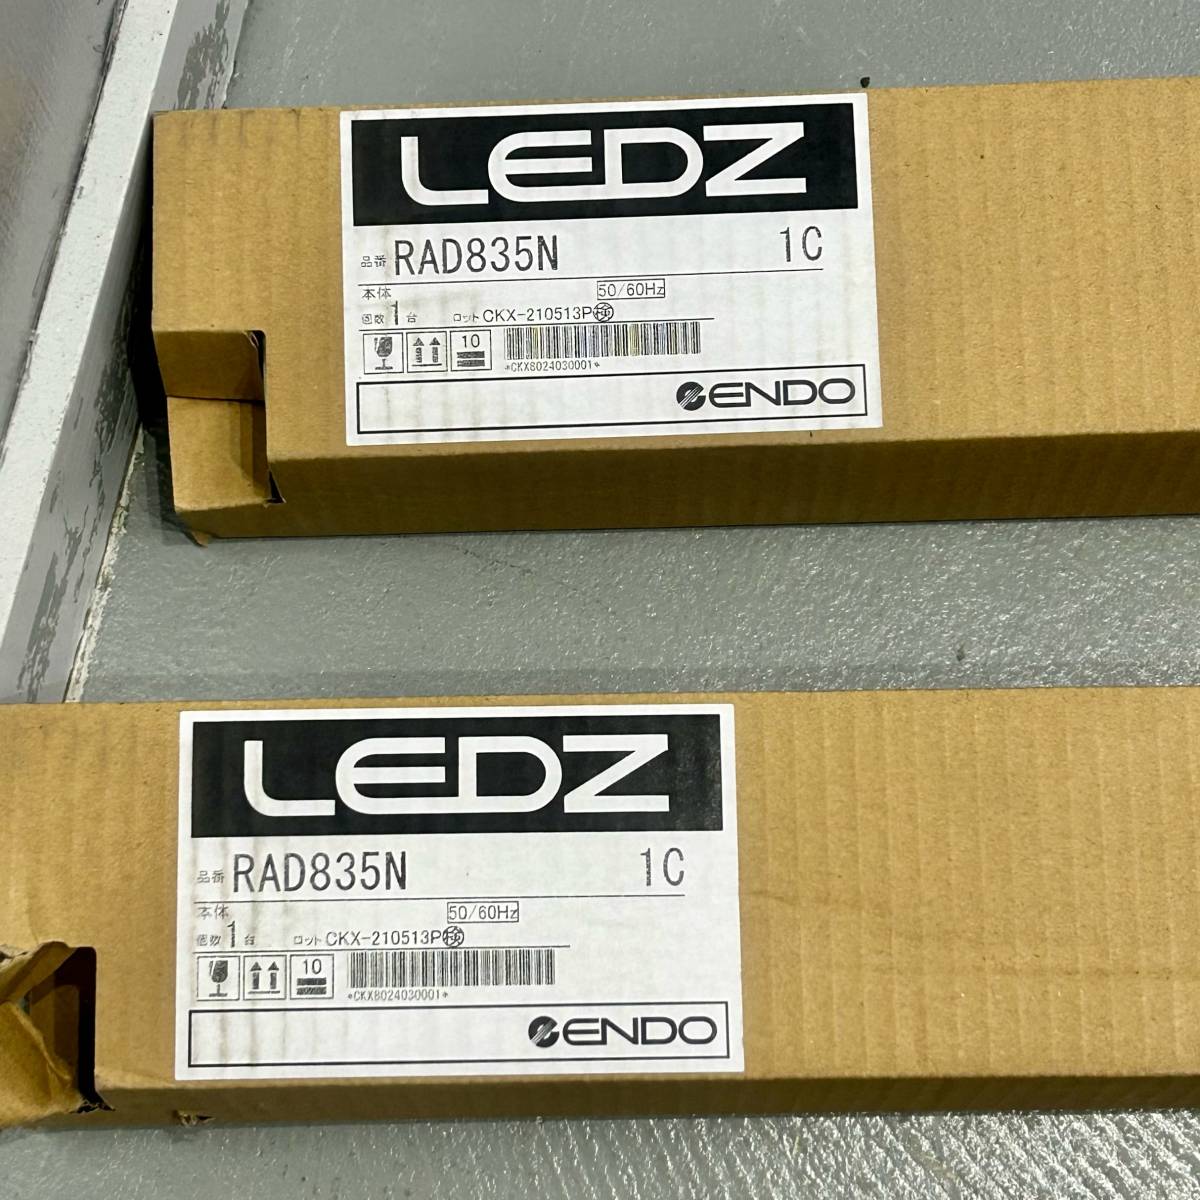 LEDZ
品番 RAD835N 1C
本体 50/60Hz
個数 1 台 ロット CKX-210513P 検
10
*CKX8024030001*
ENDO
LEDZ
品番 RAD835N 1C
本体 50/60Hz
個数 1 台 ロット CKX-210513P 検
10
*CKX8024030001*
ENDO